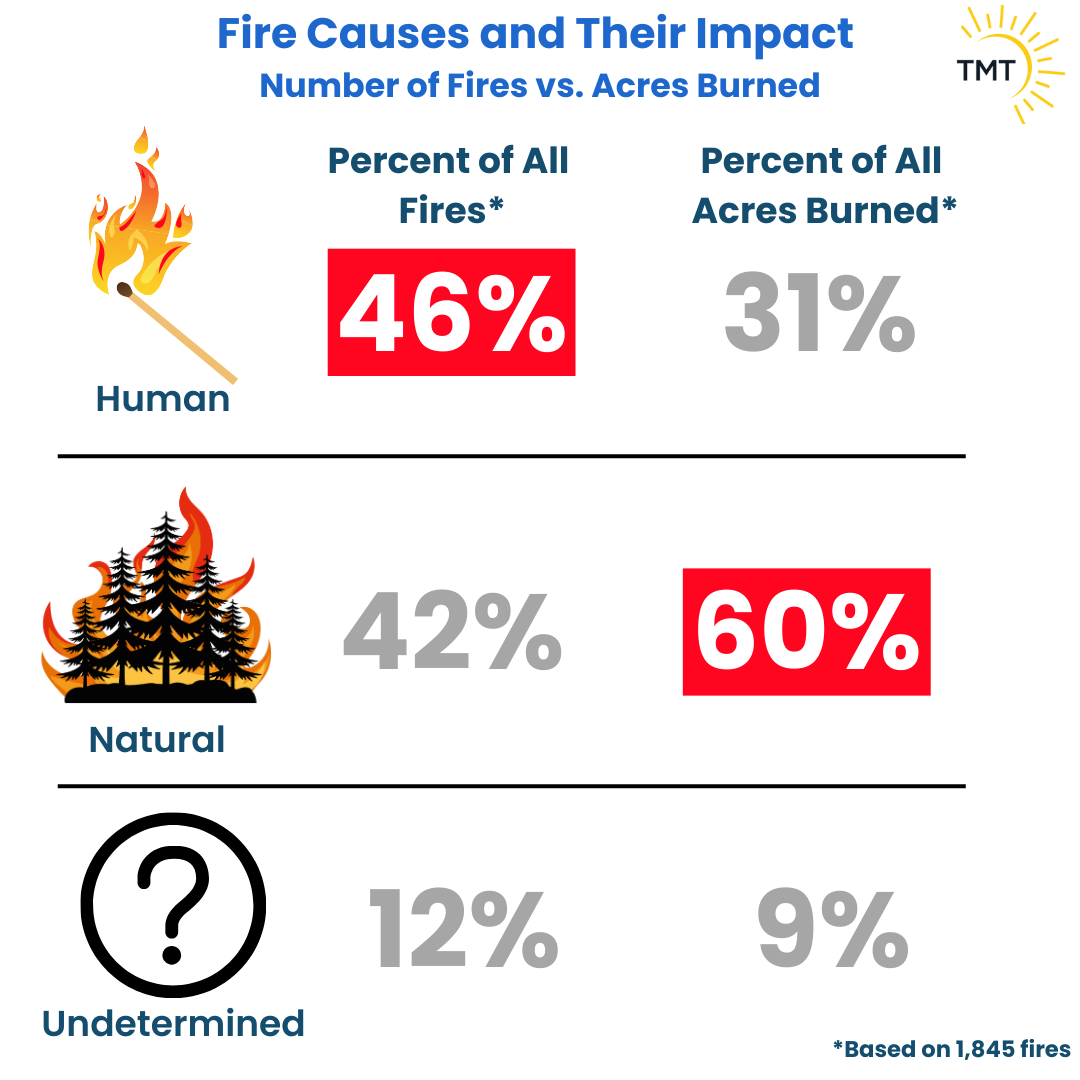 Fire Causes and Their Impact
Number of Fires vs. Acres Burned
TMT
Percent of All
Fires*
Percent of All
Acres Burned*
46%
31%
Human
42%
60%
Natural
?
12%
9%
Undetermined
*Based on 1,845 fires